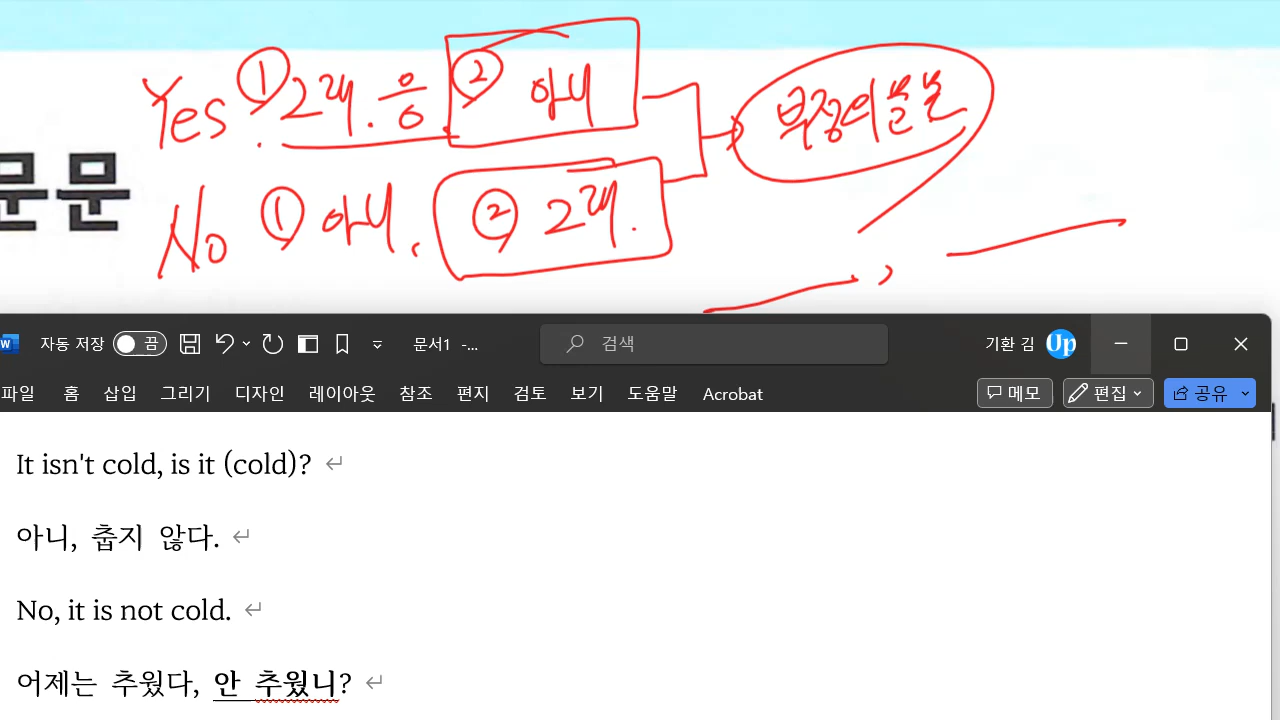 Yes ① 그래. 응 ② 아니
부정의문문
문문
No ① 아니, ② 그래.
자동 저장 끔 문서1 -... 검색 기환 김 Up
파일 홈 삽입 그리기 디자인 레이아웃 참조 편지 검토 보기 도움말 Acrobat 메모 편집 공유
It isn't cold, is it (cold)?
아니, 춥지 않다.
No, it is not cold.
어제는 추웠다, 안 추웠니?